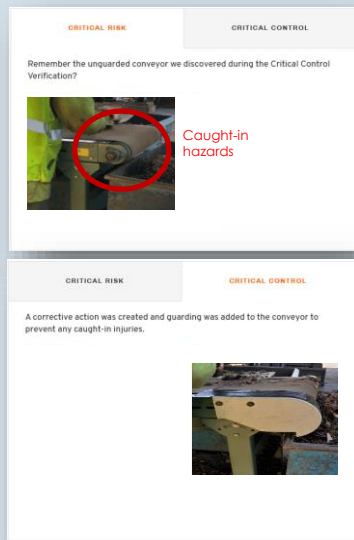 CRITICAL RISK
CRITICAL CONTROL
Remember the unguarded conveyor we discovered during the Critical Control
Verification?
Caught-in
hazards
CRITICAL RISK
CRITICAL CONTROL
A corrective action was created and guarding was added to the conveyor to
prevent any caught-in injuries.